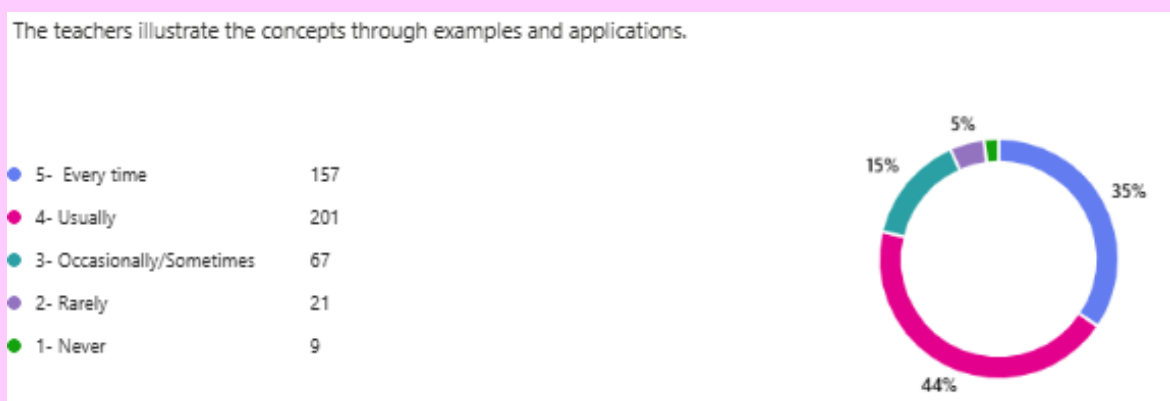 The teachers illustrate the concepts through examples and applications.
5- Every time 157
4- Usually 201
3- Occasionally/Sometimes 67
2- Rarely 21
1- Never 9
5%
15%
35%
44%